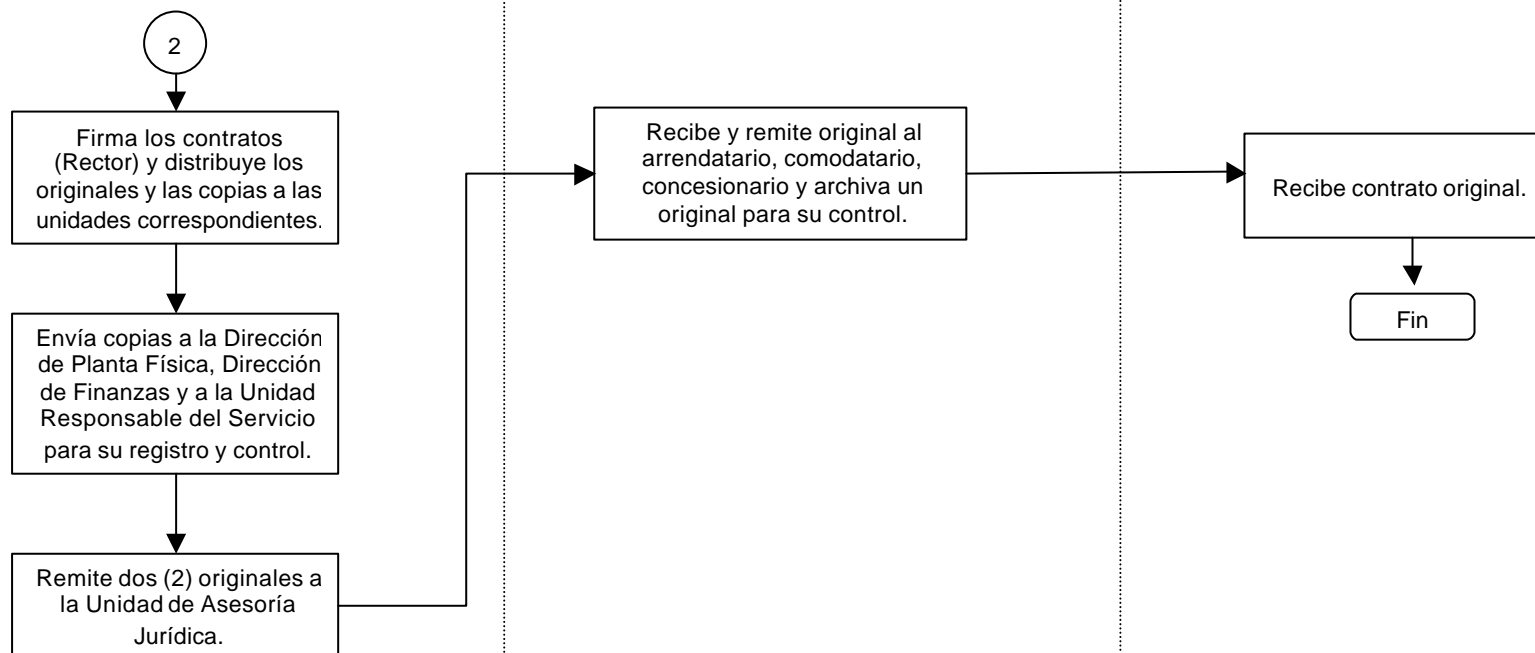 2
Firma los contratos
(Rector) y distribuye los
originales y las copias a las
unidades correspondientes.
Envía copias a la Dirección
de Planta Física, Dirección
de Finanzas y a la Unidad
Responsable del Servicio
para su registro y control.
Remite dos (2) originales a
la Unidad de Asesoría
Jurídica.
Recibe y remite original al
arrendatario, comodatario,
concesionario y archiva un
original para su control.
Recibe contrato original.
Fin